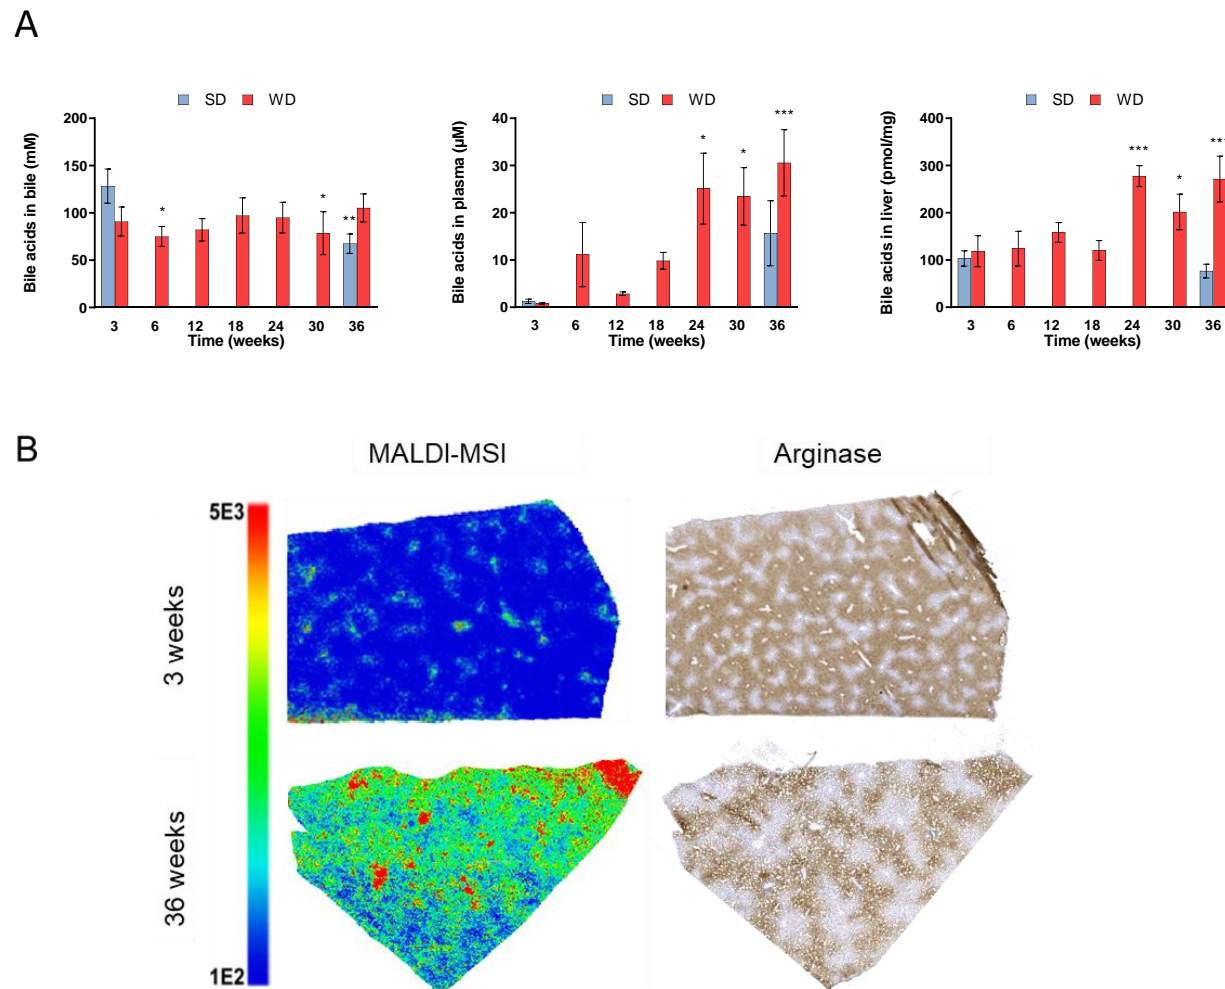 A
SD WD
200
150
100
50
0
Bile acids in bile (mM)
*
*
**
3 6 12 18 24 30 36
Time (weeks)
SD WD
40
30
20
10
0
Bile acids in plasma (µM)
*
*
***
3 6 12 18 24 30 36
Time (weeks)
SD WD
400
300
200
100
0
Bile acids in liver (pmol/mg)
***
*
3 6 12 18 24 30 36
Time (weeks)
B
MALDI-MSI Arginase
5E3
3 weeks
36 weeks
1E2